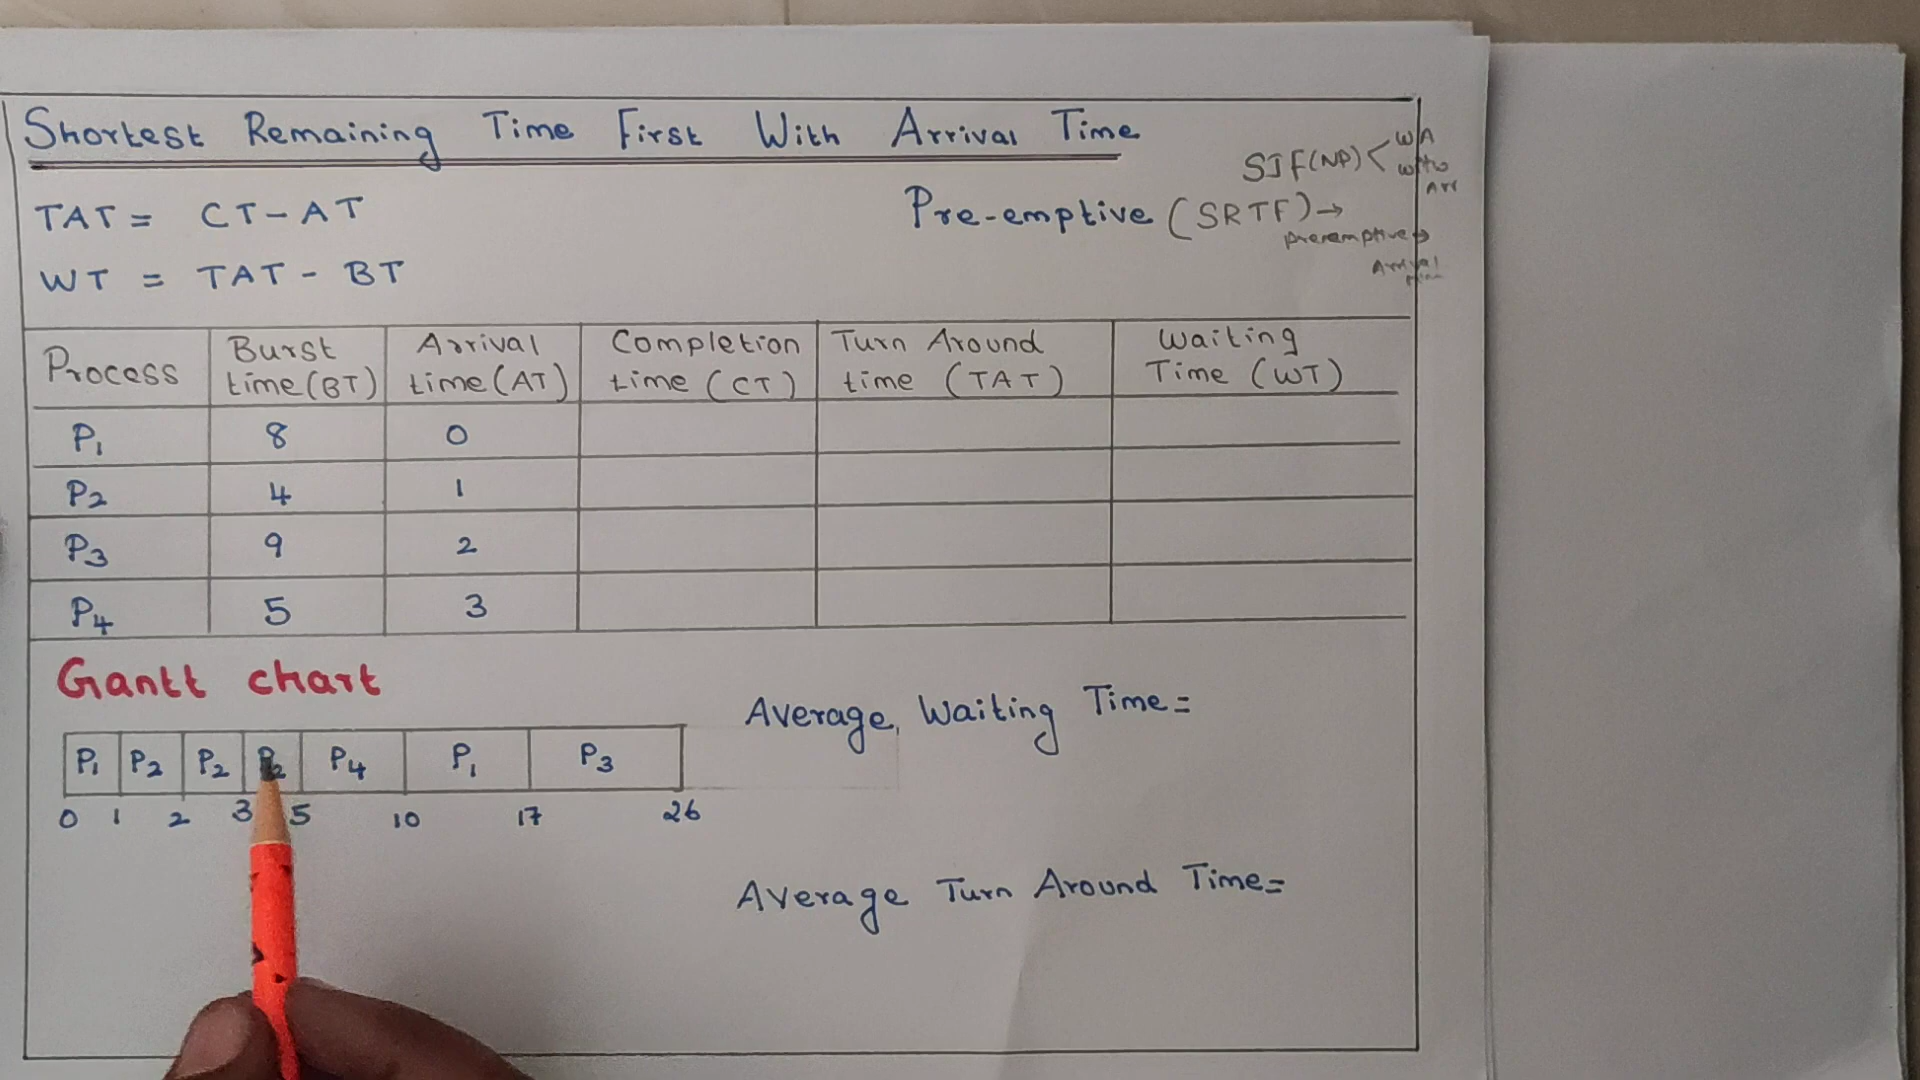 Shortest Remaining Time First With Arrival Time
SJF(NP) <
TAT = CT - AT
Pre-emptive (SRTF) →
WT = TAT - BT
Process
Burst time (BT)
Arrival time (AT)
Completion time (CT)
Turn Around time (TAT)
Waiting Time (WT)
P1 8 0
P2 4 1
P3 9 2
P4 5 3
Gantt chart
Average Waiting Time =
P1 P2 P2 P2 P4 P1 P3
0 1 2 3 5 10 17 26
Average Turn Around Time =